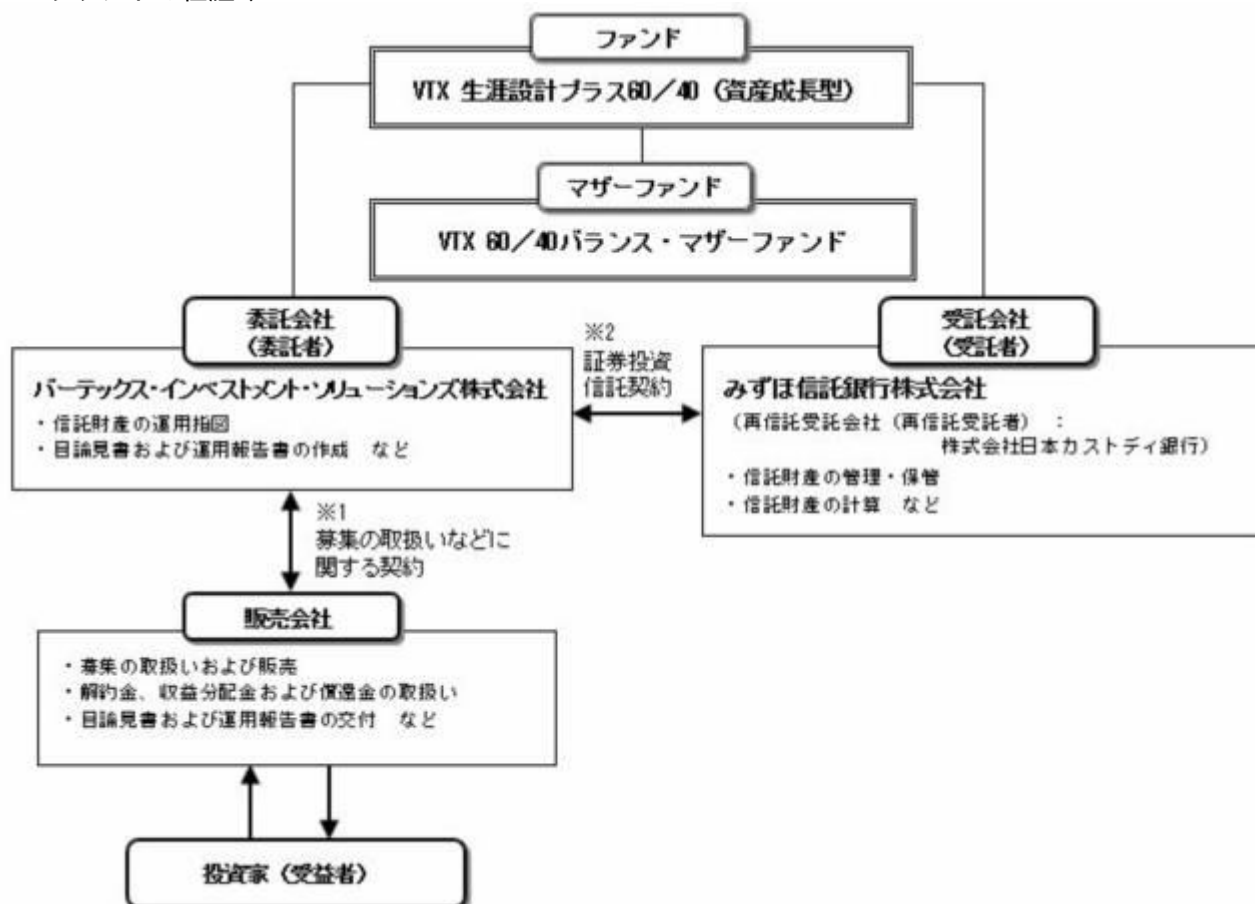 ファンド
VTX 生涯設計プラス60／40（資産成長型）
マザーファンド
VTX 60／40バランス・マザーファンド
委託会社
（委託者）
バーテックス・インベストメント・ソリューションズ株式会社
・信託財産の運用指図
・目論見書および運用報告書の作成　など
※2
証券投資
信託契約
受託会社
（受託者）
みずほ信託銀行株式会社
（再信託受託会社（再信託受託者）　：
株式会社日本カストディ銀行）
・信託財産の管理・保管
・信託財産の計算　など
※1
募集の取扱いなどに
関する契約
販売会社
・募集の取扱いおよび販売
・解約金、収益分配金および償還金の取扱い
・目論見書および運用報告書の交付　など
投資家（受益者）